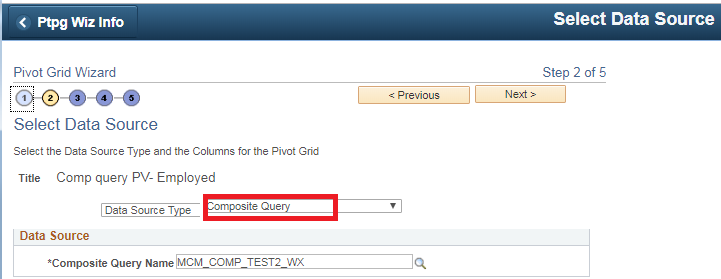 Ptpg Wiz Info
Select Data Source
Pivot Grid Wizard
Step 2 of 5
1 2 3 4 5
< Previous
Next >
Select Data Source
Select the Data Source Type and the Columns for the Pivot Grid
Title Comp query PV- Employed
Data Source Type Composite Query
Data Source
*Composite Query Name MCM_COMP_TEST2_WX